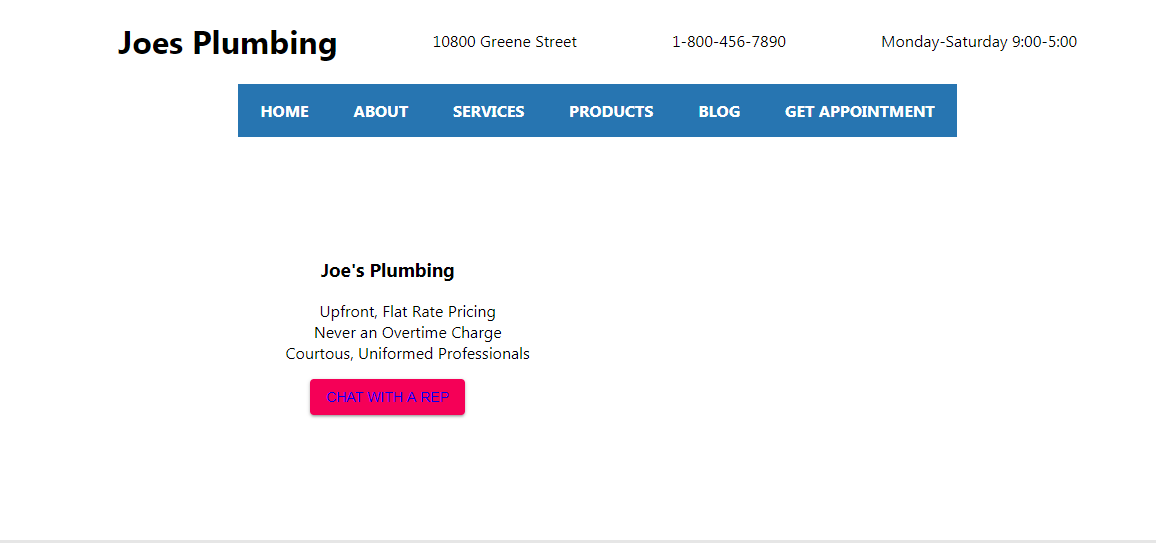 Joes Plumbing 10800 Greene Street 1-800-456-7890 Monday-Saturday 9:00-5:00
HOME ABOUT SERVICES PRODUCTS BLOG GET APPOINTMENT
Joe's Plumbing
Upfront, Flat Rate Pricing
Never an Overtime Charge
Courtous, Uniformed Professionals
CHAT WITH A REP